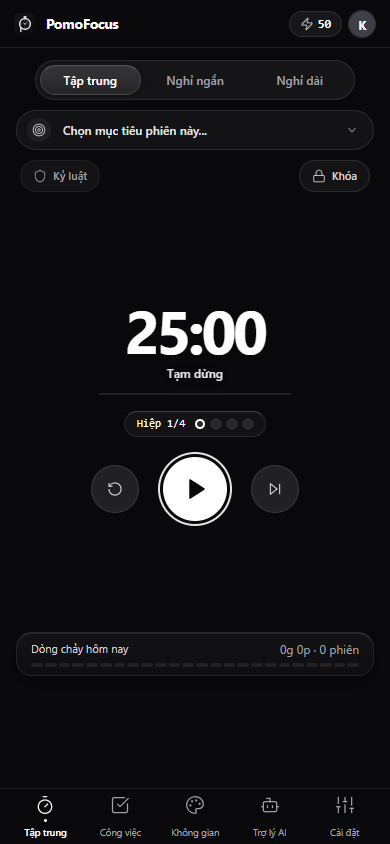 PomoFocus
50
K
Tập trung
Nghỉ ngắn
Nghỉ dài
Chọn mục tiêu phiên này...
Kỷ luật
Khóa
25:00
Tạm dừng
Hiệp 1/4
Dòng chảy hôm nay
0g 0p · 0 phiên
Tập trung
Công việc
Không gian
Trợ lý AI
Cài đặt